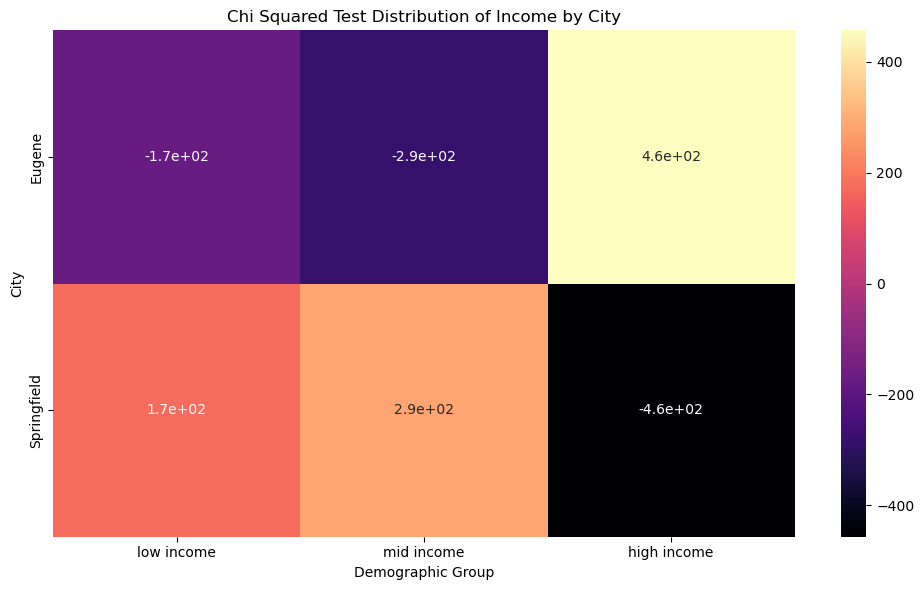 Chi Squared Test Distribution of Income by City
Eugene
-1.7e+02
-2.9e+02
4.6e+02
City
Springfield
1.7e+02
2.9e+02
-4.6e+02
low income
mid income
high income
Demographic Group
400
200
0
−200
−400